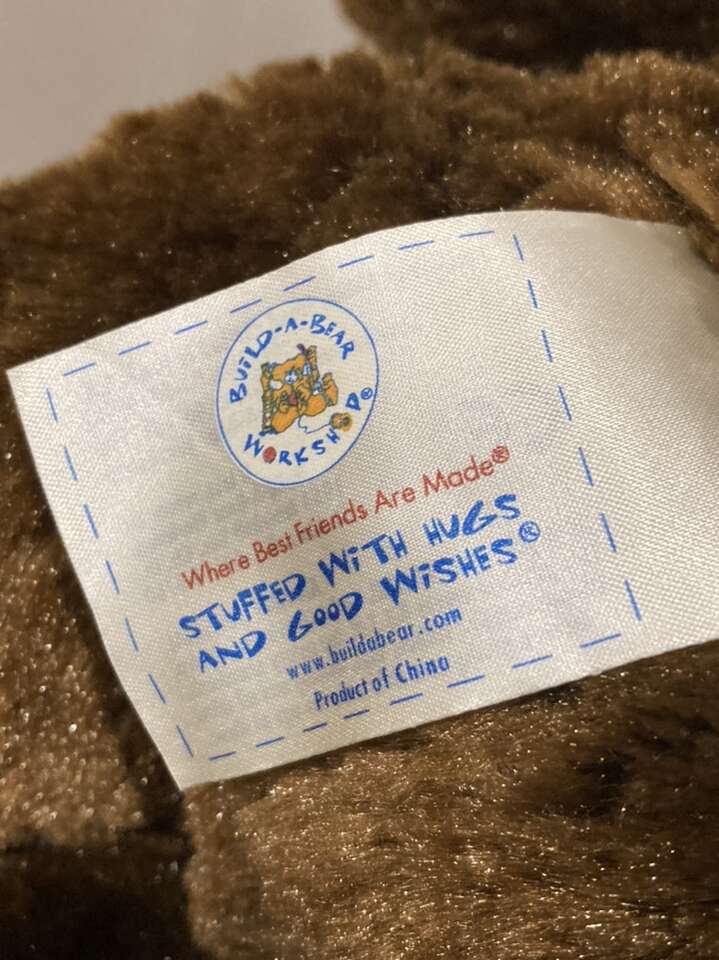 BUILD-A-BEAR
WORKSHOP®
Where Best Friends Are Made®
STUFFED WiTH HUGS
AND GOOD WiSHES®
www.buildabear.com
Product of China